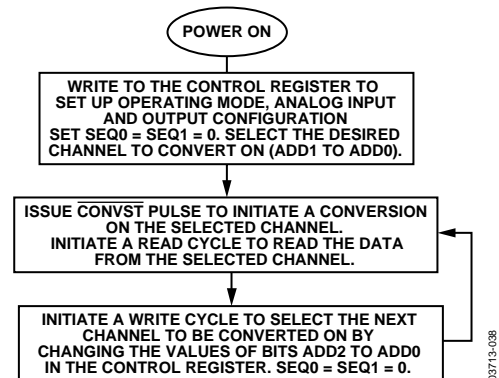 POWER ON
WRITE TO THE CONTROL REGISTER TO
SET UP OPERATING MODE, ANALOG INPUT
AND OUTPUT CONFIGURATION
SET SEQ0 = SEQ1 = 0. SELECT THE DESIRED
CHANNEL TO CONVERT ON (ADD1 TO ADD0).
ISSUE CONVST PULSE TO INITIATE A CONVERSION
ON THE SELECTED CHANNEL.
INITIATE A READ CYCLE TO READ THE DATA
FROM THE SELECTED CHANNEL.
INITIATE A WRITE CYCLE TO SELECT THE NEXT
CHANNEL TO BE CONVERTED ON BY
CHANGING THE VALUES OF BITS ADD2 TO ADD0
IN THE CONTROL REGISTER. SEQ0 = SEQ1 = 0.
03713-038